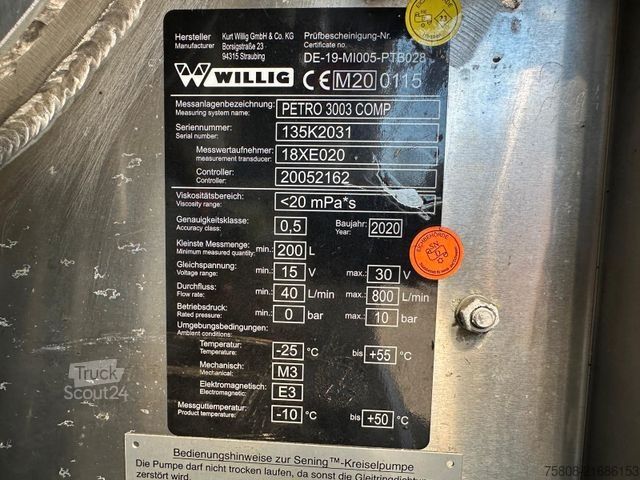 Hersteller
Manufacturer
Kurt Willig GmbH & Co. KG
Borsigstraße 23
94315 Straubing
Prüfbescheinigung-Nr.
Certificate no.
DE-19-MI005-PTB028
WILLIG
CE M20 0115
Messanlagenbezeichnung:
Measuring system name:
PETRO 3003 COMP
Seriennummer:
Serial number:
135K2031
Messwertaufnehmer:
measurement transducer:
18XE020
Controller:
Controller:
20052162
Viskositätsbereich:
Viscosity range:
<20 mPa*s
Genauigkeitsklasse:
Accuracy class:
0,5
Baujahr:
Year:
2020
Kleinste Messmenge:
Minimum measured quantity:
min. 200 L
Gleichspannung:
Voltage range:
min. 15 V max. 30 V
Durchfluss:
Flow rate:
min. 40 L/min max. 800 L/min
Betriebsdruck:
Rated pressure:
min. 0 bar max. 10 bar
Umgebungsbedingungen:
Ambient conditions:
Temperatur:
Temperature:
-25 °C bis +55 °C
Mechanisch:
Mechanical:
M3
Elektromagnetisch:
Electromagnetic:
E3
Messguttemperatur:
Product temperature:
-10 °C bis +50 °C
Bedienungshinweise zur Sening™-Kreiselpumpe
Die Pumpe darf nicht trocken laufen, da sonst die Gleitringdichtung
zerstört wird.
Truck
Scout24